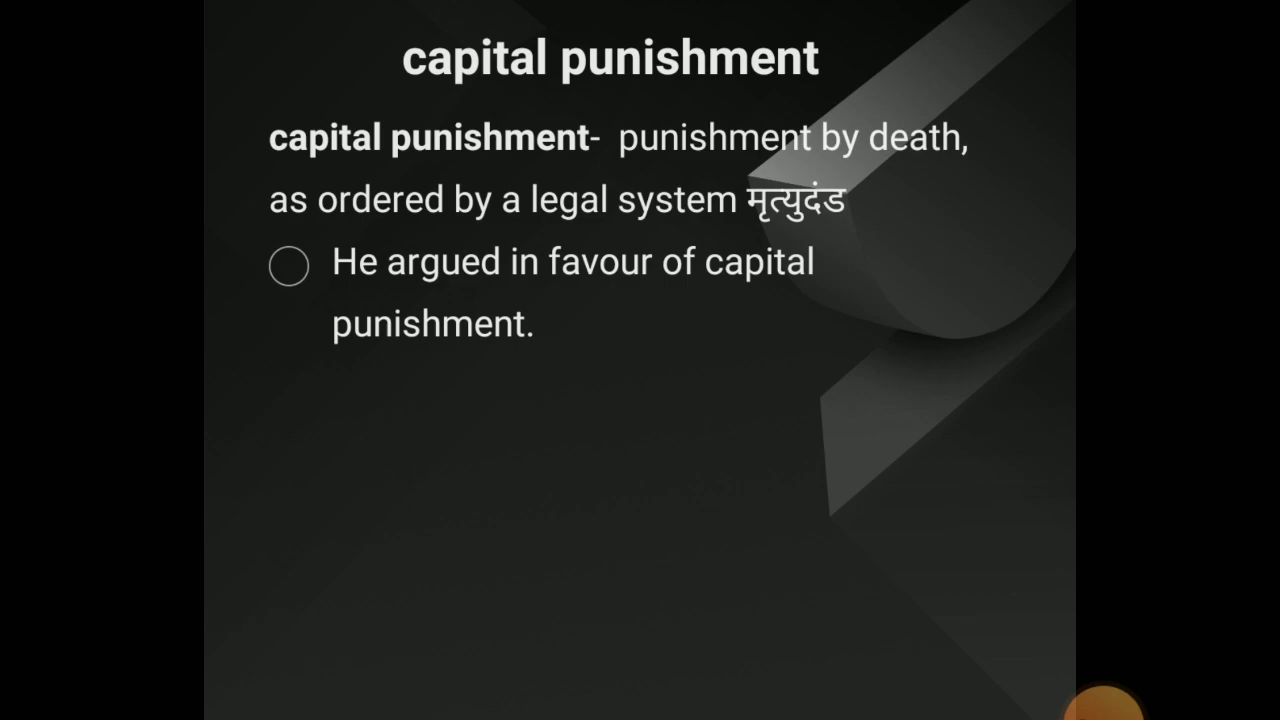 capital punishment
capital punishment- punishment by death,
as ordered by a legal system मृत्युदंड
He argued in favour of capital
punishment.